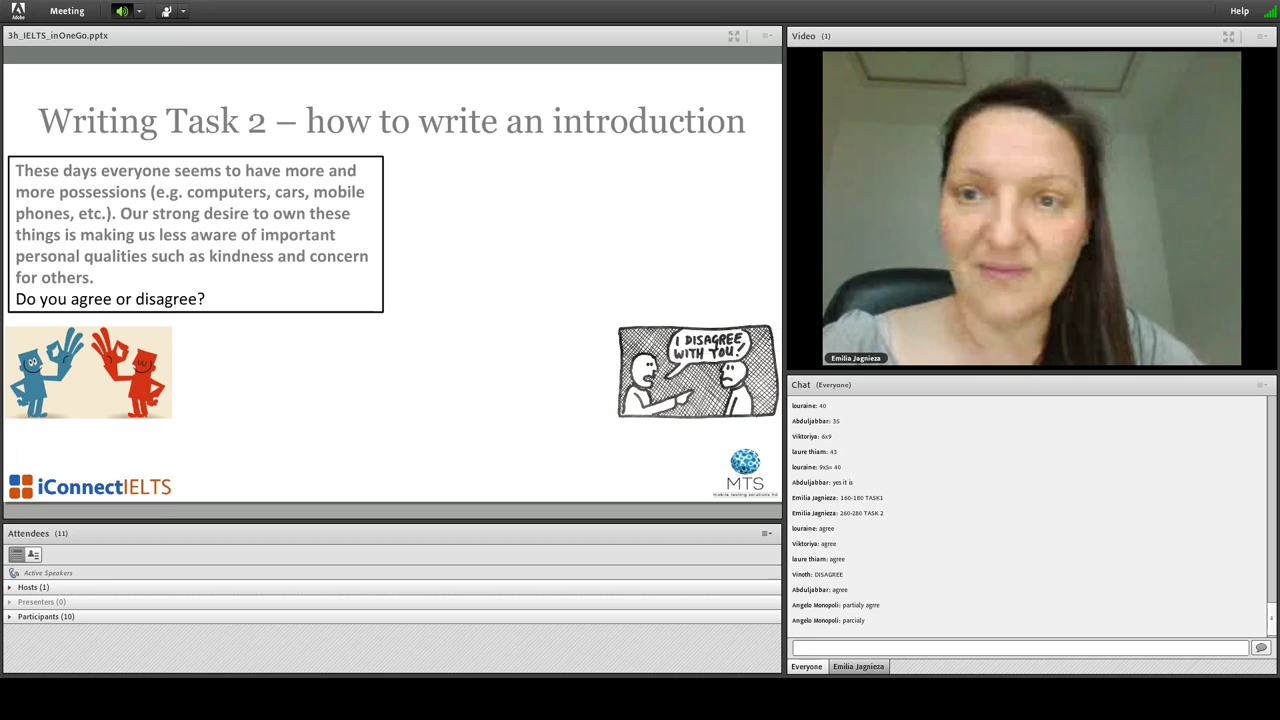 Meeting
Help
3h_IELTS_inOneGo.pptx
Writing Task 2 – how to write an introduction
These days everyone seems to have more and
more possessions (e.g. computers, cars, mobile
phones, etc.). Our strong desire to own these
things is making us less aware of important
personal qualities such as kindness and concern
for others.
Do you agree or disagree?
I DISAGREE
WITH YOU!
iConnectIELTS
MTS
mobile testing solutions ltd
Attendees (11)
Active Speakers
Hosts (1)
Presenters (0)
Participants (10)
Video (1)
Emilia Jagnieza
Chat (Everyone)
louraine: 40
Abduljabbar: 35
Viktoriya: 6x9
laure thiam: 43
louraine: 9x5= 40
Abduljabbar: yes it is
Emilia Jagnieza: 160-180 TASK1
Emilia Jagnieza: 260-280 TASK 2
louraine: agree
Viktoriya: agree
laure thiam: agree
Vinoth: DISAGREE
Abduljabbar: agree
Angelo Monopoli: partialy agrre
Angelo Monopoli: parcialy
Everyone
Emilia Jagnieza